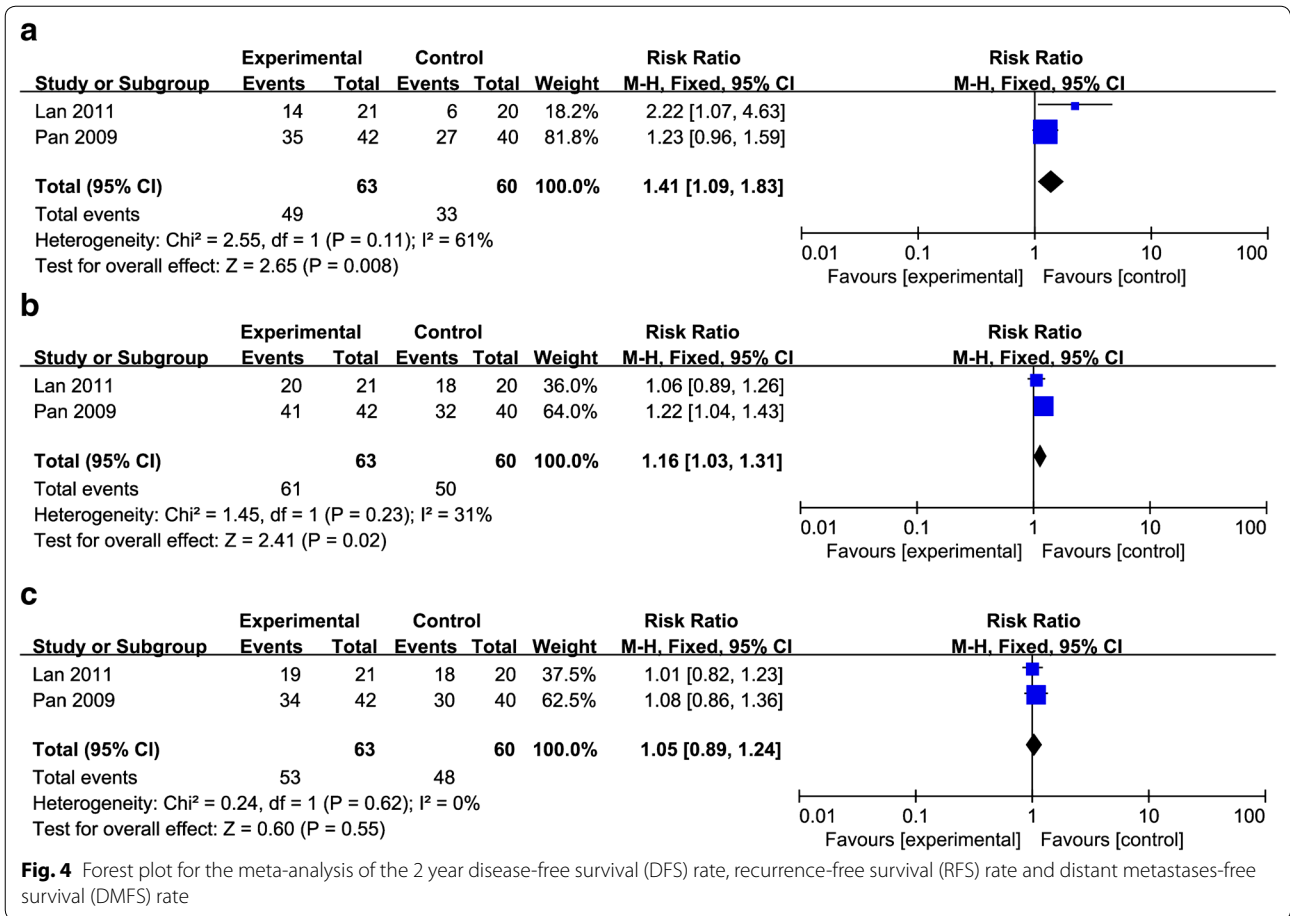 a
Experimental Control Risk Ratio Risk Ratio
Study or Subgroup Events Total Events Total Weight M-H, Fixed, 95% CI M-H, Fixed, 95% CI
Lan 2011 14 21 6 20 18.2% 2.22 [1.07, 4.63]
Pan 2009 35 42 27 40 81.8% 1.23 [0.96, 1.59]
Total (95% CI) 63 60 100.0% 1.41 [1.09, 1.83]
Total events 49 33
Heterogeneity: Chi² = 2.55, df = 1 (P = 0.11); I² = 61%
Test for overall effect: Z = 2.65 (P = 0.008)
0.01 0.1 1 10 100
Favours [experimental] Favours [control]
b
Experimental Control Risk Ratio Risk Ratio
Study or Subgroup Events Total Events Total Weight M-H, Fixed, 95% CI M-H, Fixed, 95% CI
Lan 2011 20 21 18 20 36.0% 1.06 [0.89, 1.26]
Pan 2009 41 42 32 40 64.0% 1.22 [1.04, 1.43]
Total (95% CI) 63 60 100.0% 1.16 [1.03, 1.31]
Total events 61 50
Heterogeneity: Chi² = 1.45, df = 1 (P = 0.23); I² = 31%
Test for overall effect: Z = 2.41 (P = 0.02)
0.01 0.1 1 10 100
Favours [experimental] Favours [control]
c
Experimental Control Risk Ratio Risk Ratio
Study or Subgroup Events Total Events Total Weight M-H, Fixed, 95% CI M-H, Fixed, 95% CI
Lan 2011 19 21 18 20 37.5% 1.01 [0.82, 1.23]
Pan 2009 34 42 30 40 62.5% 1.08 [0.86, 1.36]
Total (95% CI) 63 60 100.0% 1.05 [0.89, 1.24]
Total events 53 48
Heterogeneity: Chi² = 0.24, df = 1 (P = 0.62); I² = 0%
Test for overall effect: Z = 0.60 (P = 0.55)
0.01 0.1 1 10 100
Favours [experimental] Favours [control]
Fig. 4 Forest plot for the meta-analysis of the 2 year disease-free survival (DFS) rate, recurrence-free survival (RFS) rate and distant metastases-free
survival (DMFS) rate